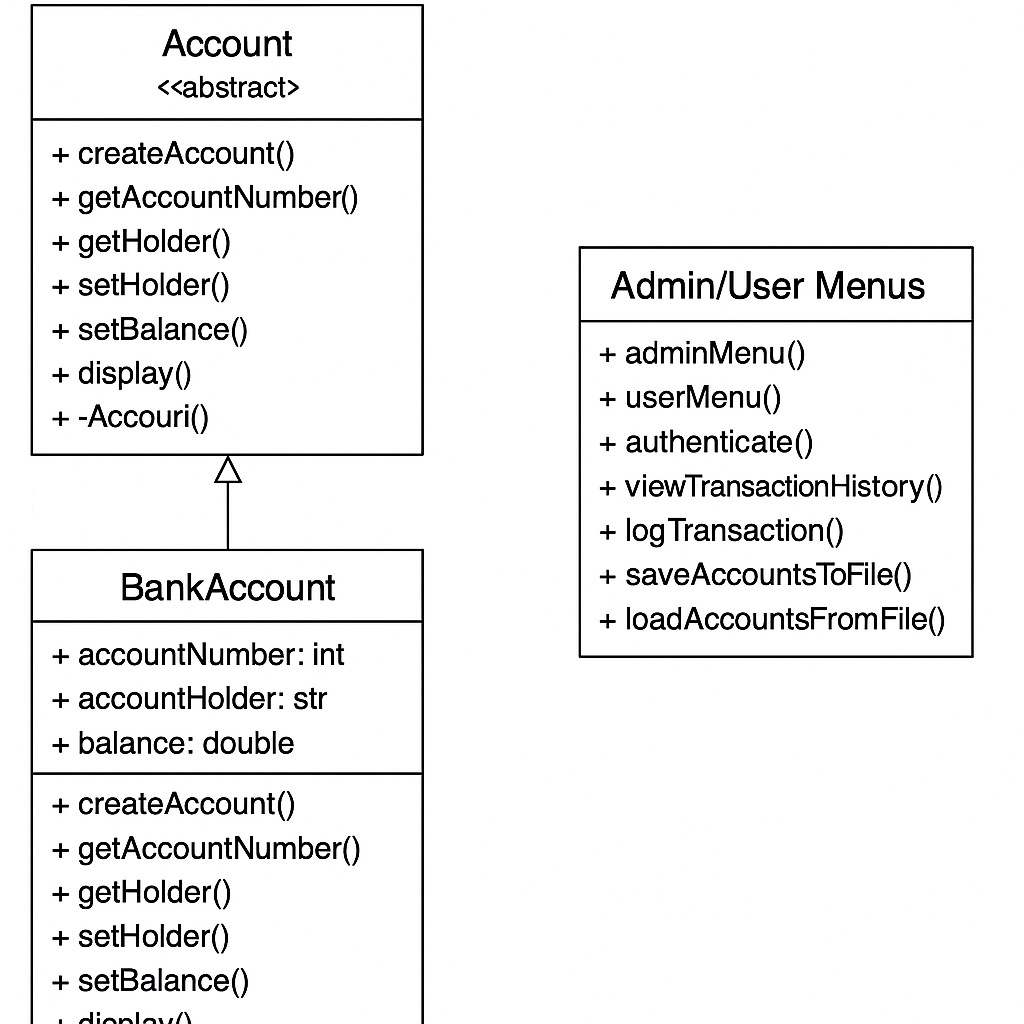 Account
<<abstract>
+ createAccount()
+ getAccountNumber()
+ getHolder()
+ setHolder()
+ setBalance()
+ display()
+ -Accouri()
BankAccount
+ accountNumber: int
+ accountHolder: str
+ balance: double
+ createAccount()
+ getAccountNumber()
+ getHolder()
+ setHolder()
+ setBalance()
+ display()
Admin/User Menus
+ adminMenu()
+ userMenu()
+ authenticate()
+ viewTransactionHistory()
+ logTransaction()
+ saveAccountsToFile()
+ loadAccountsFromFile()